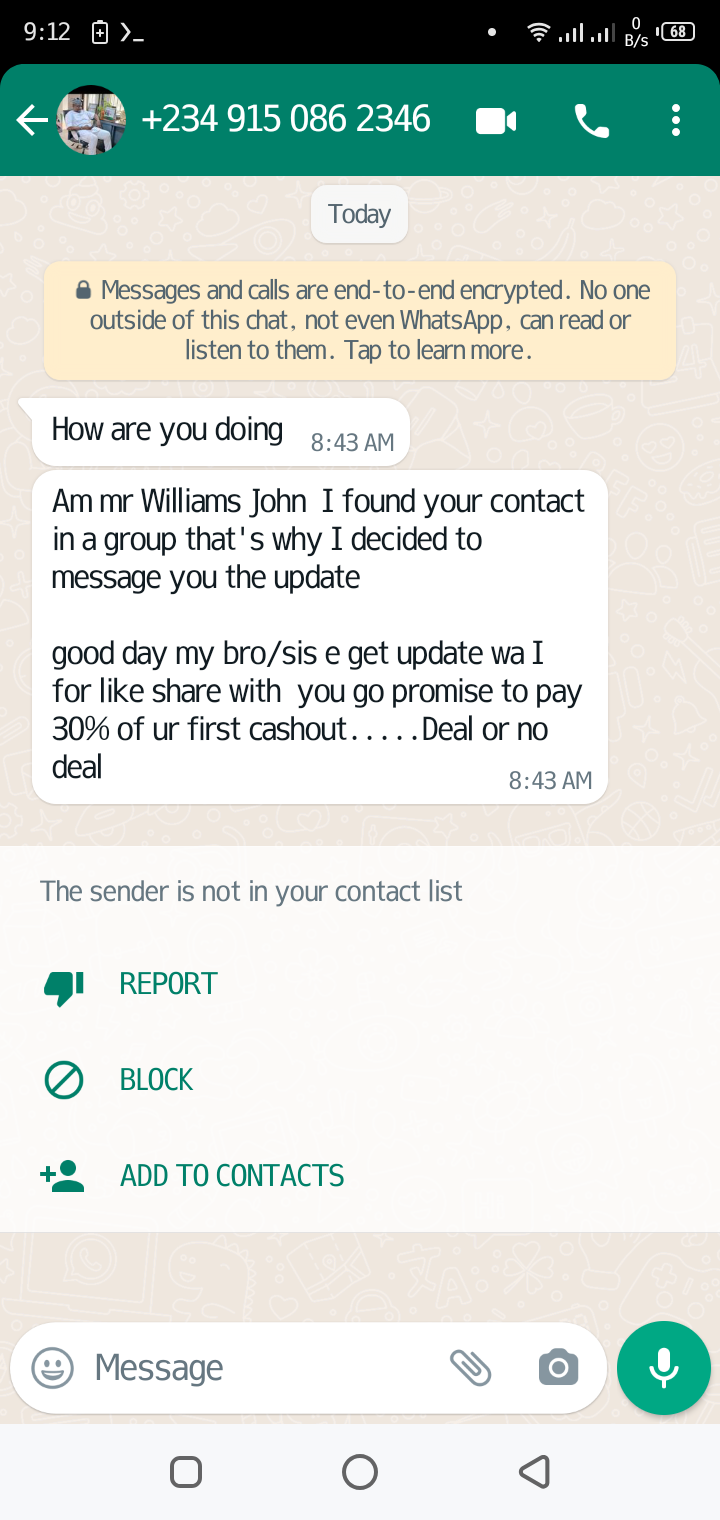 9:12
0
B/s
68
+234 915 086 2346
Today
Messages and calls are end-to-end encrypted. No one
outside of this chat, not even WhatsApp, can read or
listen to them. Tap to learn more.
How are you doing
8:43 AM
Am mr Williams John  I found your contact
in a group that's why I decided to
message you the update
good day my bro/sis e get update wa I
for like share with  you go promise to pay
30% of ur first cashout.....Deal or no
deal
8:43 AM
The sender is not in your contact list
REPORT
BLOCK
ADD TO CONTACTS
Message